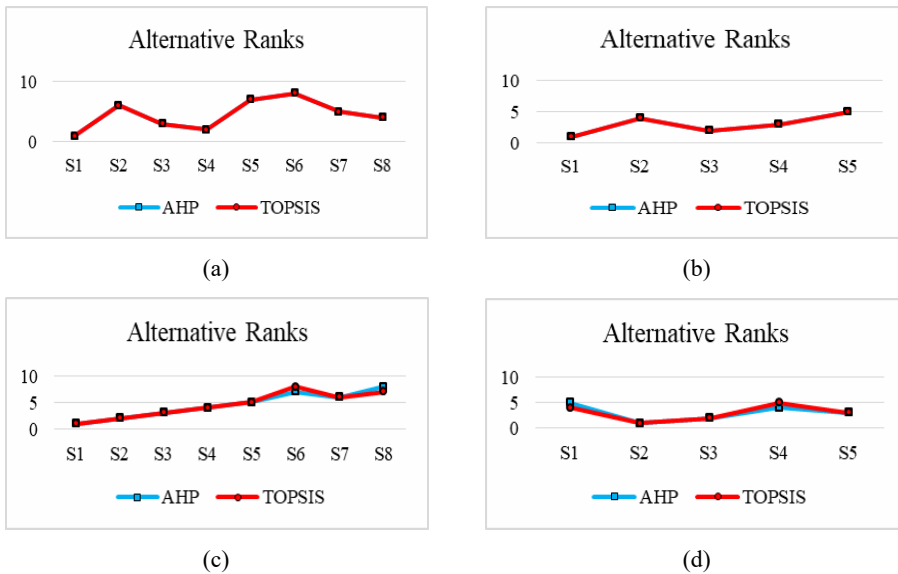 Alternative Ranks
10
0
S1 S2 S3 S4 S5 S6 S7 S8
AHP TOPSIS
(a)
Alternative Ranks
10
5
0
S1 S2 S3 S4 S5
AHP TOPSIS
(b)
Alternative Ranks
10
5
0
S1 S2 S3 S4 S5 S6 S7 S8
AHP TOPSIS
(c)
Alternative Ranks
10
5
0
S1 S2 S3 S4 S5
AHP TOPSIS
(d)